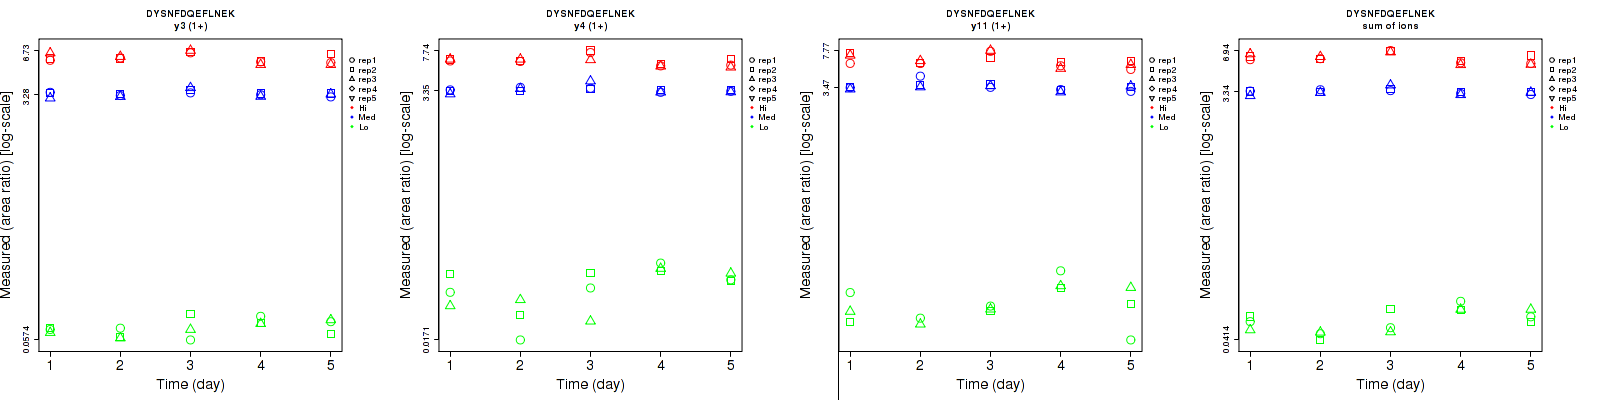 DYSNFDQEFLNEK
y3 (1+)
Measured (area ratio) [log-scale]
6.73
3.28
0.0574
1 2 3 4 5
Time (day)
rep1
rep2
rep3
rep4
rep5
Hi
Med
Lo
DYSNFDQEFLNEK
y4 (1+)
Measured (area ratio) [log-scale]
7.74
3.35
0.0171
1 2 3 4 5
Time (day)
rep1
rep2
rep3
rep4
rep5
Hi
Med
Lo
DYSNFDQEFLNEK
y11 (1+)
Measured (area ratio) [log-scale]
7.77
3.47
1 2 3 4 5
Time (day)
rep1
rep2
rep3
rep4
rep5
Hi
Med
Lo
DYSNFDQEFLNEK
sum of ions
Measured (area ratio) [log-scale]
6.94
3.34
0.0414
1 2 3 4 5
Time (day)
rep1
rep2
rep3
rep4
rep5
Hi
Med
Lo